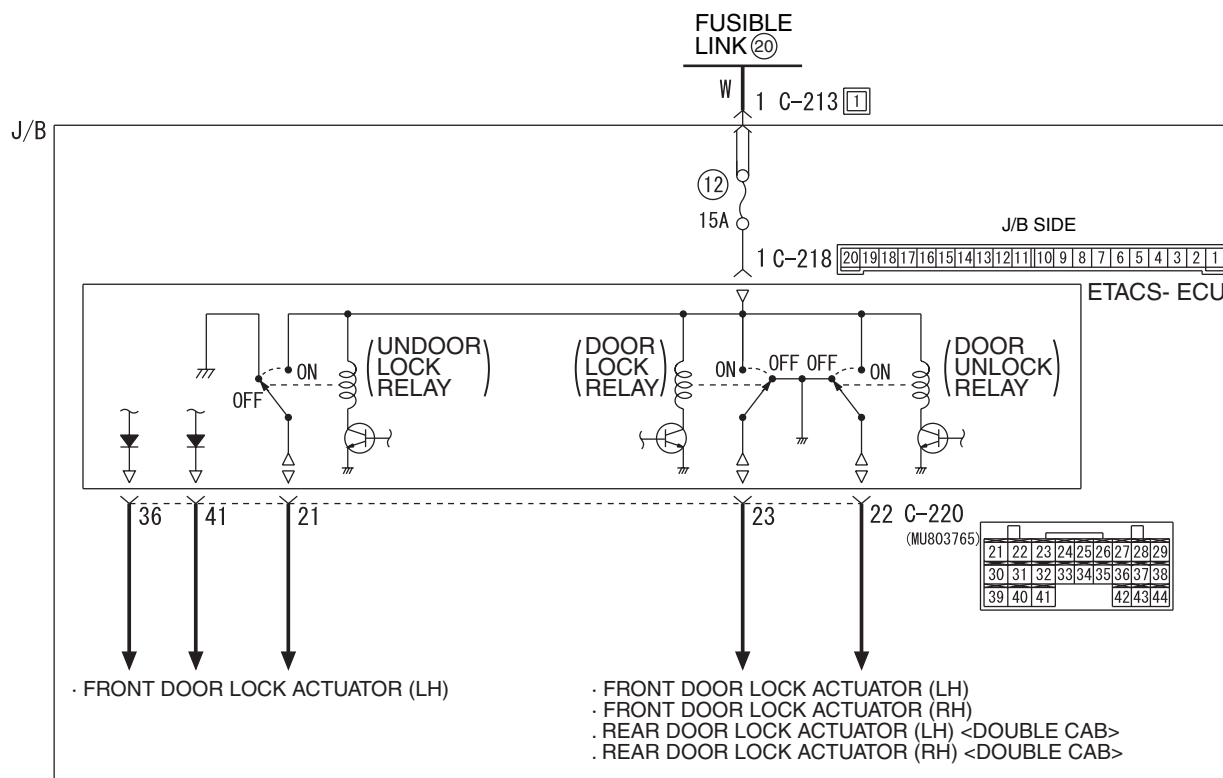 FUSIBLE
LINK ⑳
W
1 C-213 1
J/B
⑫
15A
J/B SIDE
1 C-218
20 19 18 17 16 15 14 13 12 11 10 9 8 7 6 5 4 3 2 1
ETACS- ECU
(UNDOOR
LOCK
RELAY)
(DOOR
LOCK
RELAY)
(DOOR
UNLOCK
RELAY)
ON
OFF
ON
OFF OFF
ON
36
41
21
23
22 C-220
(MU803765)
21 22 23 24 25 26 27 28 29
30 31 32 33 34 35 36 37 38
39 40 41 42 43 44
· FRONT DOOR LOCK ACTUATOR (LH)
· FRONT DOOR LOCK ACTUATOR (LH)
· FRONT DOOR LOCK ACTUATOR (RH)
. REAR DOOR LOCK ACTUATOR (LH) <DOUBLE CAB>
. REAR DOOR LOCK ACTUATOR (RH) <DOUBLE CAB>